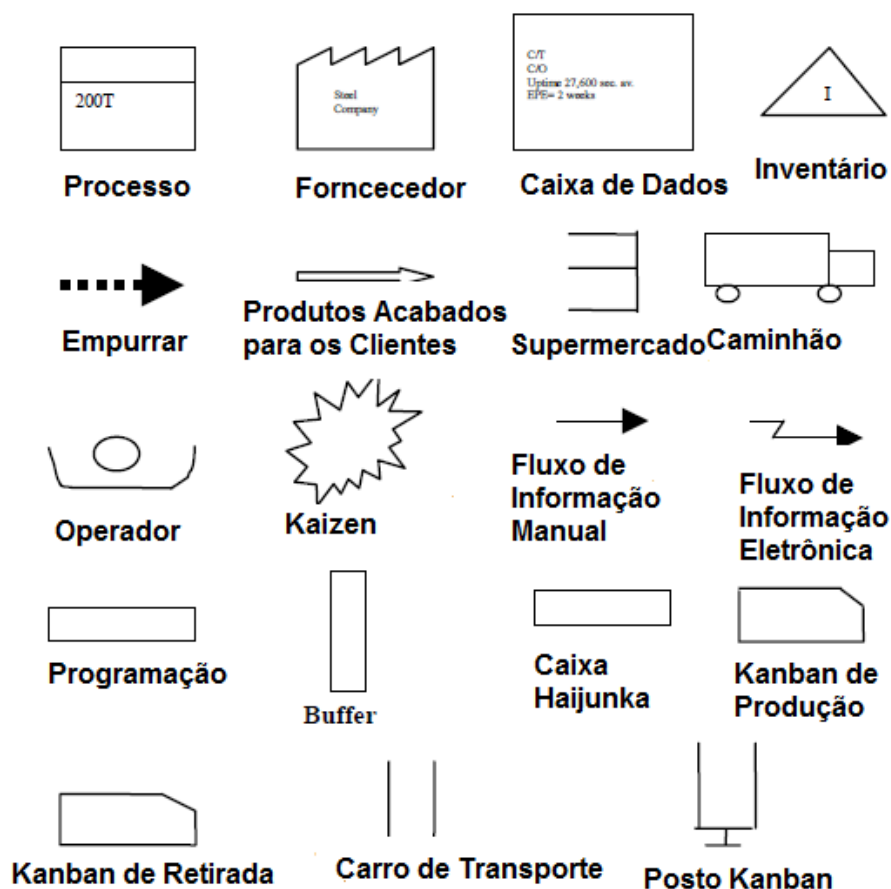 200T
Steel
Company
C/T
C/O
Uptime 27,600 sec. av.
EPE= 2 weeks
I
Processo
Forncecedor
Caixa de Dados
Inventário
Empurrar
Produtos Acabados
para os Clientes
Supermercado
Caminhão
Operador
Kaizen
Fluxo de
Informação
Manual
Fluxo de
Informação
Eletrônica
Programação
Buffer
Caixa
Haijunka
Kanban de
Produção
Kanban de Retirada
Carro de Transporte
Posto Kanban